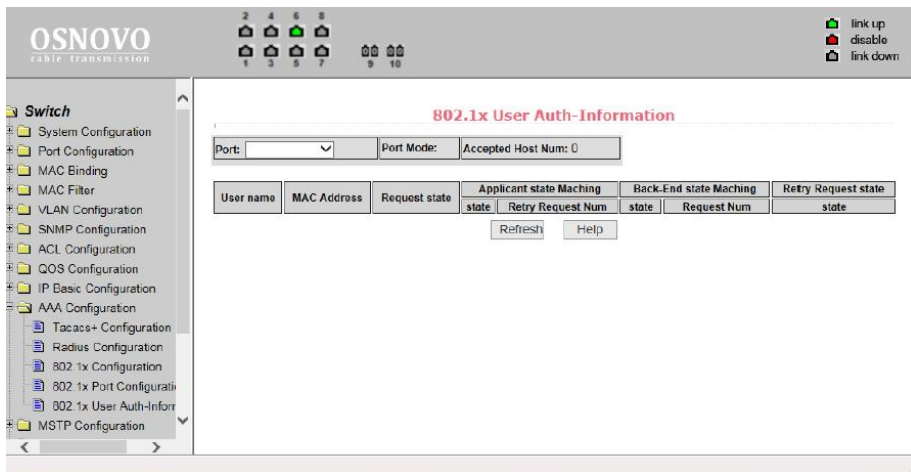 OSNOVO
cable transmission
2 4 6 8
1 3 5 7 9 10
link up
disable
link down
Switch
System Configuration
Port Configuration
MAC Binding
MAC Filter
VLAN Configuration
SNMP Configuration
ACL Configuration
QOS Configuration
IP Basic Configuration
AAA Configuration
Tacacs+ Configuration
Radius Configuration
802.1x Configuration
802.1x Port Configurati
802.1x User Auth-Inforr
MSTP Configuration
802.1x User Auth-Information
Port: Port Mode: Accepted Host Num: 0
User name MAC Address Request state Applicant state Maching Back-End state Maching Retry Request state
state Retry Request Num state Request Num state
Refresh Help